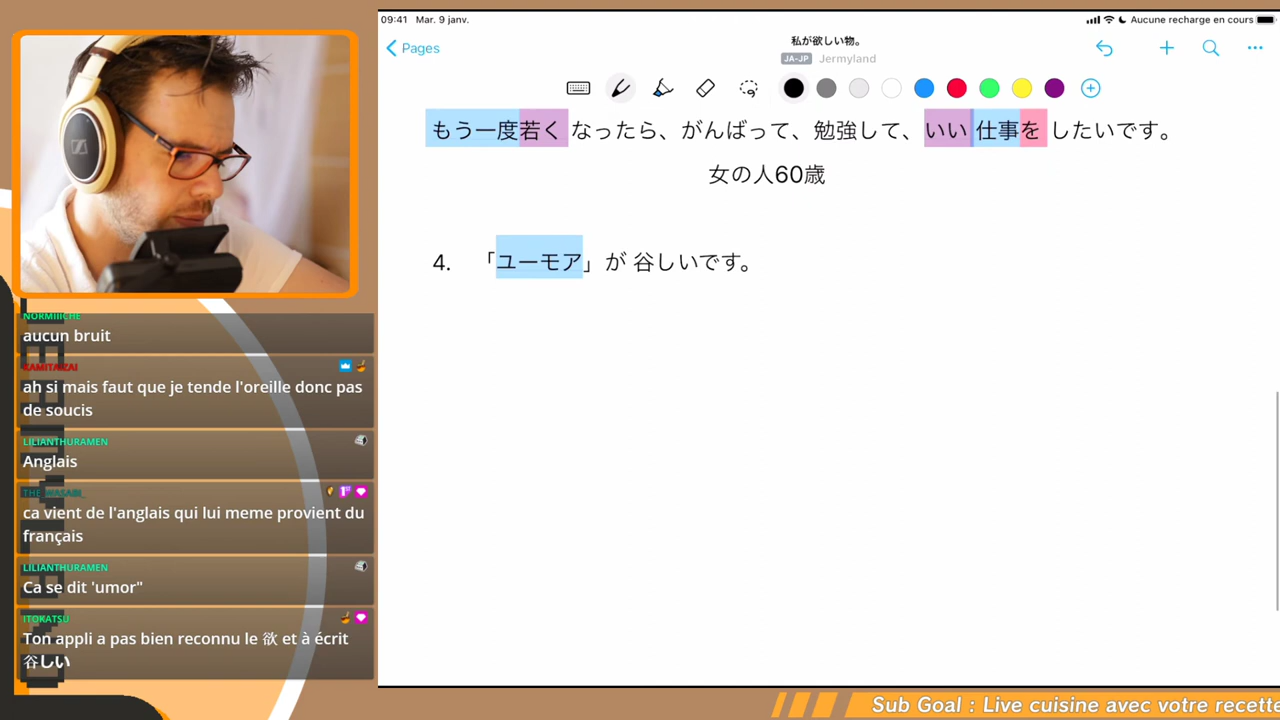 09:41 Mar. 9 janv.
Aucune recharge en cours
Pages
私が欲しい物。
JA-JP Jermyland
もう一度若くなったら、がんばって、勉強して、いい仕事をしたいです。
女の人60歳
4. 「ユーモア」が 谷しいです。
NORMIIICHE
aucun bruit
KAMITAIZAI
ah si mais faut que je tende l'oreille donc pas
de soucis
LILIANTHURAMEN
Anglais
THE_WASABI_
ca vient de l'anglais qui lui meme provient du
français
LILIANTHURAMEN
Ca se dit 'umor"
ITOKATSU
Ton appli a pas bien reconnu le 欲 et à écrit
谷しい
Sub Goal : Live cuisine avec votre recette